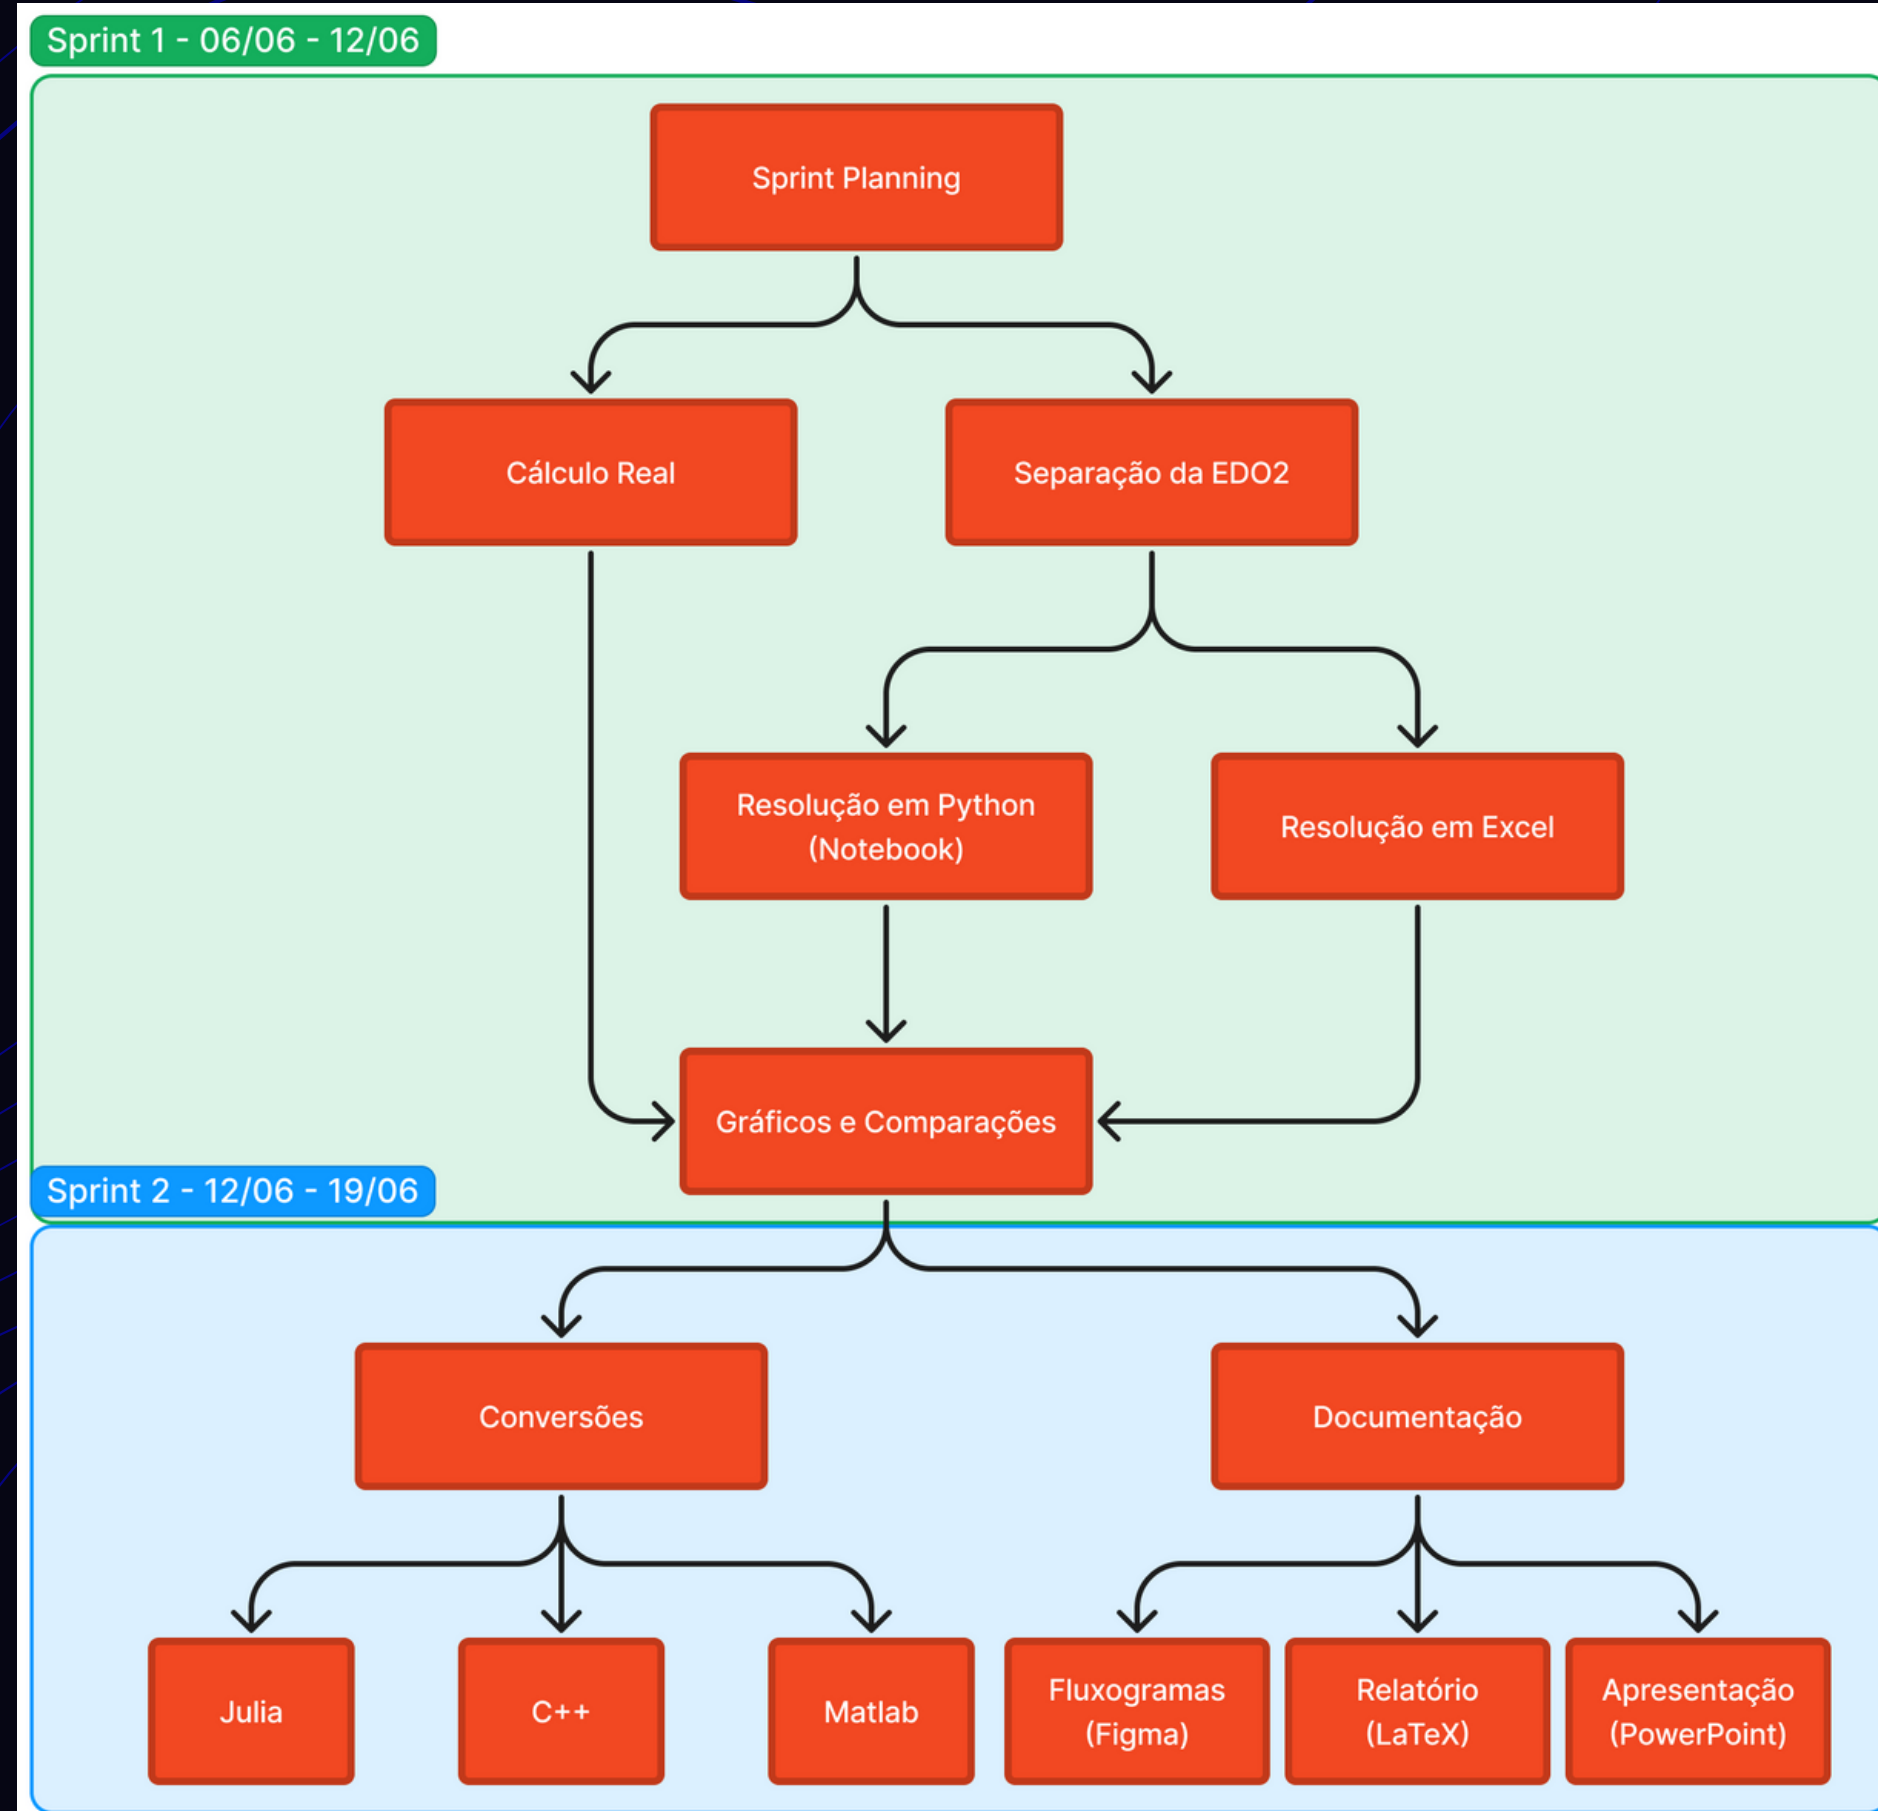 Sprint 1 - 06/06 - 12/06
Sprint Planning
Cálculo Real
Separação da EDO2
Resolução em Python
(Notebook)
Resolução em Excel
Gráficos e Comparações
Sprint 2 - 12/06 - 19/06
Conversões
Documentação
Julia
C++
Matlab
Fluxogramas
(Figma)
Relatório
(LaTeX)
Apresentação
(PowerPoint)